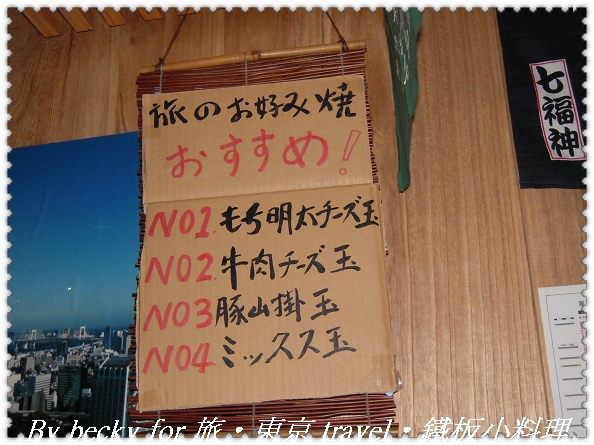 旅のお好み焼
おすすめ!
NO1 もち明太チーズ玉
NO2 牛肉チーズ玉
NO3 豚山掛玉
NO4 ミックス玉
七福神
By becky for 旅・東京 travel・鐵板小料理